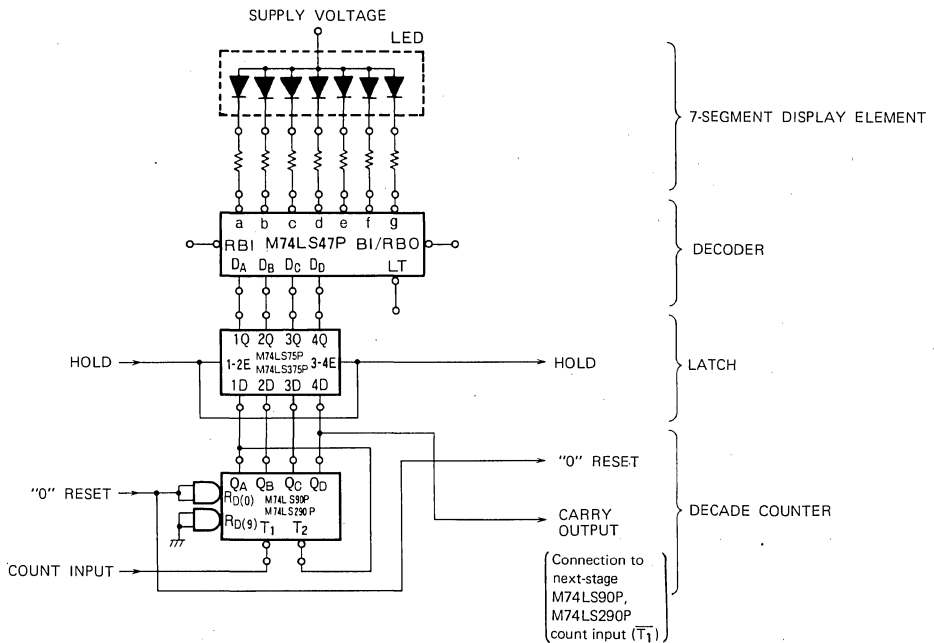 SUPPLY VOLTAGE
LED
7-SEGMENT DISPLAY ELEMENT
a b c d e f g
RBI M74LS47P BI/RBO
DA DB DC DD LT
DECODER
1Q 2Q 3Q 4Q
HOLD
1-2E M74LS75P 3-4E
M74LS375P
HOLD
LATCH
1D 2D 3D 4D
"0" RESET
QA QB QC QD
"0" RESET
RD(0) M74LS90P
M74LS290P
RD(9) T1 T2
CARRY
OUTPUT
DECADE COUNTER
COUNT INPUT
Connection to
next-stage
M74LS90P,
M74LS290P
count input (T̅1̅)